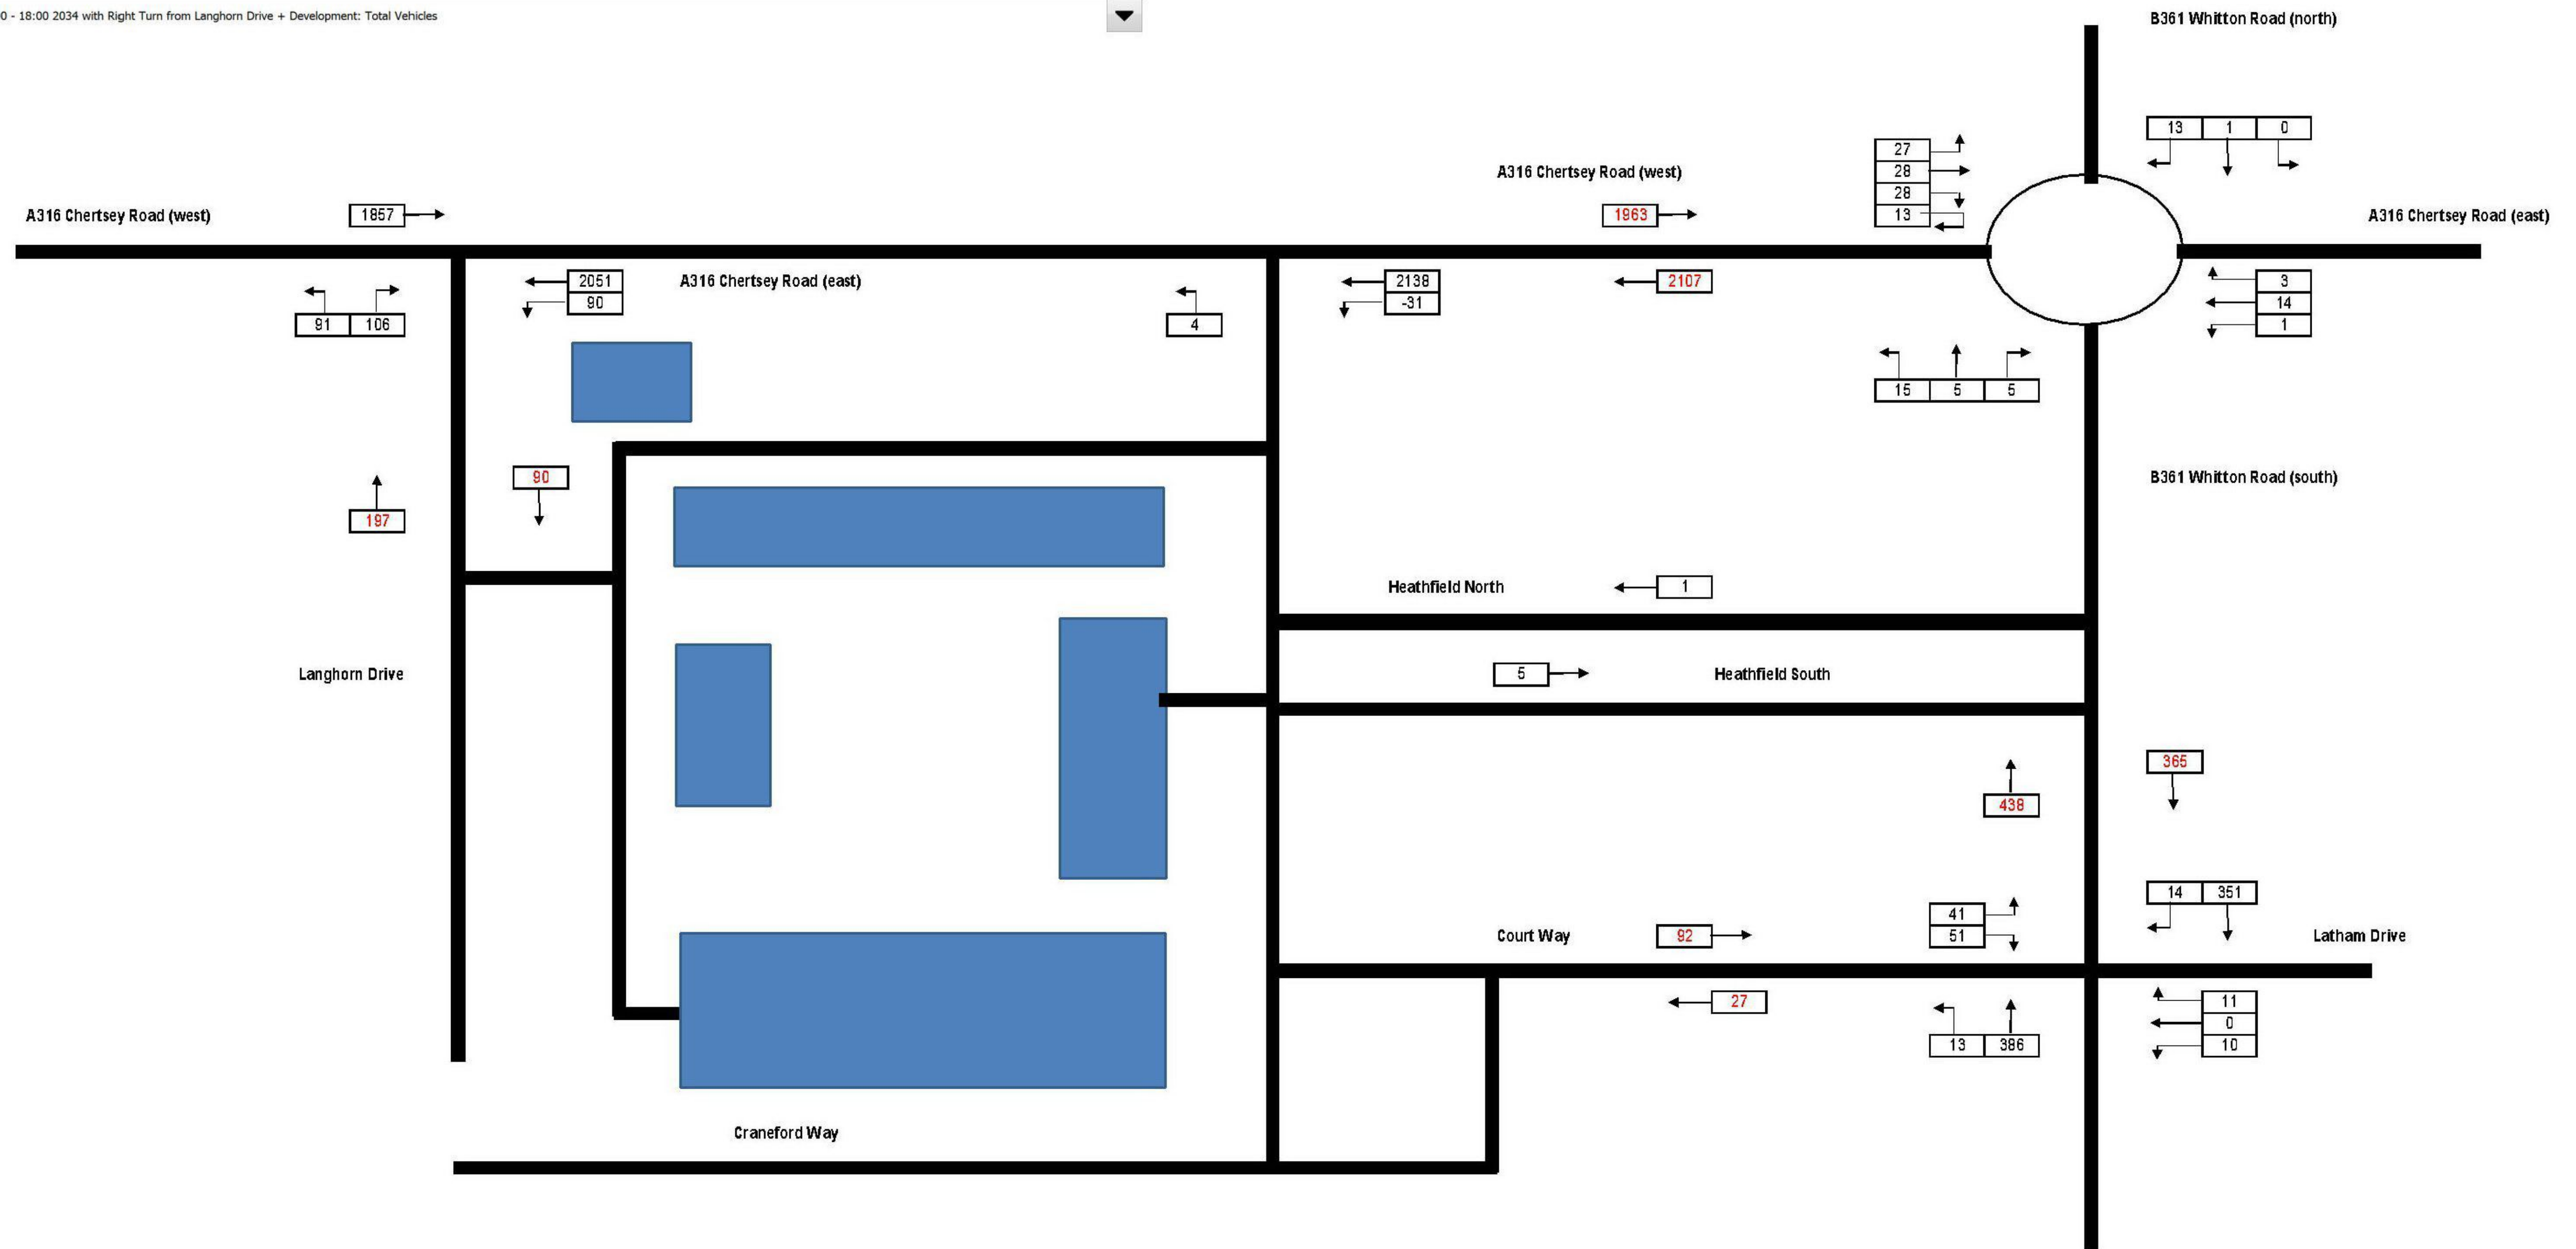 0 - 18:00 2034 with Right Turn from Langhorn Drive + Development: Total Vehicles
B361 Whitton Road (north)
13 1 0
27
28
28
13
A316 Chertsey Road (west)
A316 Chertsey Road (west)
1857
1963
A316 Chertsey Road (east)
2051
90
A316 Chertsey Road (east)
2138
-31
2107
3
14
1
91 106
4
15 5 5
90
197
B361 Whitton Road (south)
Heathfield North
1
Langhorn Drive
5
Heathfield South
365
438
14 351
41
51
Court Way
92
Latham Drive
27
11
0
10
13 386
Craneford Way